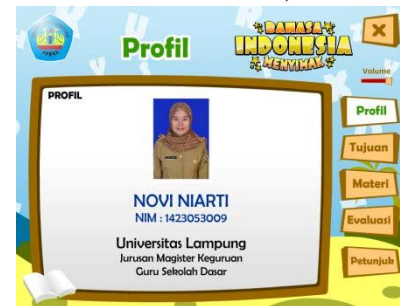 Profil
BAHASA
INDONESIA
MENYIMAK
X
Volume
PROFIL
NOVI NIARTI
NIM : 1423053009
Universitas Lampung
Jurusan Magister Keguruan
Guru Sekolah Dasar
Profil
Tujuan
Materi
Evaluasi
Petunjuk